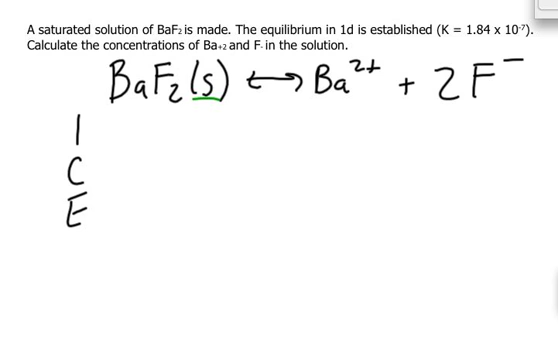 A saturated solution of BaF₂ is made. The equilibrium in 1d is established (K = 1.84 x 10⁻⁷).
Calculate the concentrations of Ba₊₂ and F- in the solution.
BaF₂(s) ⟷ Ba²⁺ + 2F⁻
I
C
E